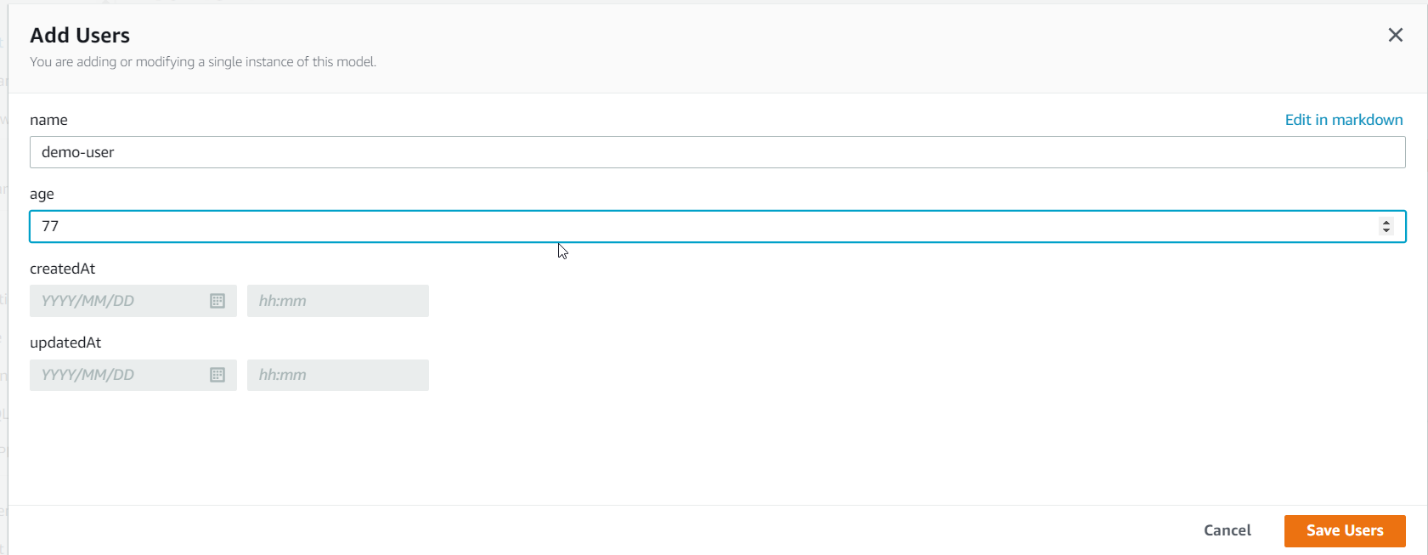 Add Users
You are adding or modifying a single instance of this model.
name
Edit in markdown
demo-user
age
77
createdAt
YYYY/MM/DD hh:mm
updatedAt
YYYY/MM/DD hh:mm
Cancel Save Users